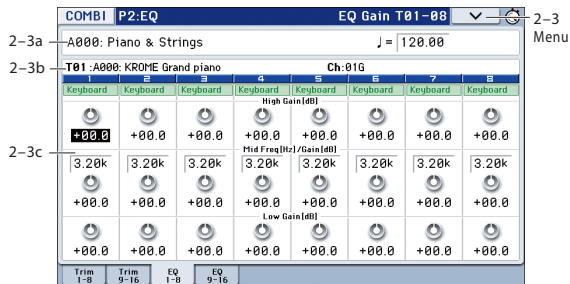 COMBI P2:EQ EQ Gain T01-08
2–3
Menu
2–3a
A000: Piano & Strings ♩= 120.00
2–3b
T01 :A000: KROME Grand piano Ch:01G
1 2 3 4 5 6 7 8
Keyboard Keyboard Keyboard Keyboard Keyboard Keyboard Keyboard Keyboard
High Gain[dB]
+00.0 +00.0 +00.0 +00.0 +00.0 +00.0 +00.0 +00.0
2–3c
Mid Freq[Hz]/Gain[dB]
3.20k 3.20k 3.20k 3.20k 3.20k 3.20k 3.20k 3.20k
+00.0 +00.0 +00.0 +00.0 +00.0 +00.0 +00.0 +00.0
Low Gain[dB]
+00.0 +00.0 +00.0 +00.0 +00.0 +00.0 +00.0 +00.0
Trim 1-8 Trim 9-16 EQ 1-8 EQ 9-16